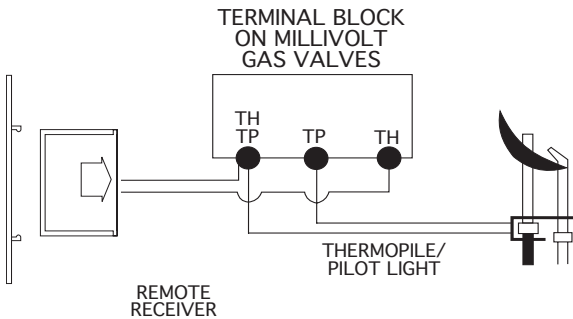 TERMINAL BLOCK
ON MILLIVOLT
GAS VALVES
TH
TP
TP
TH
THERMOPILE/
PILOT LIGHT
REMOTE
RECEIVER